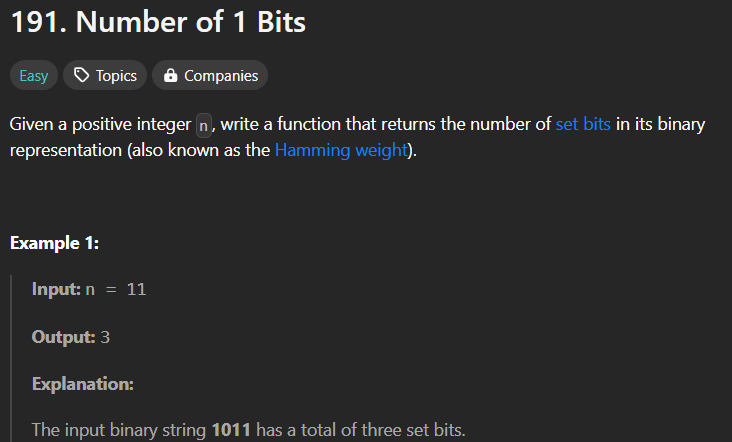 191. Number of 1 Bits
Easy Topics Companies
Given a positive integer n, write a function that returns the number of set bits in its binary
representation (also known as the Hamming weight).
Example 1:
Input: n = 11
Output: 3
Explanation:
The input binary string 1011 has a total of three set bits.